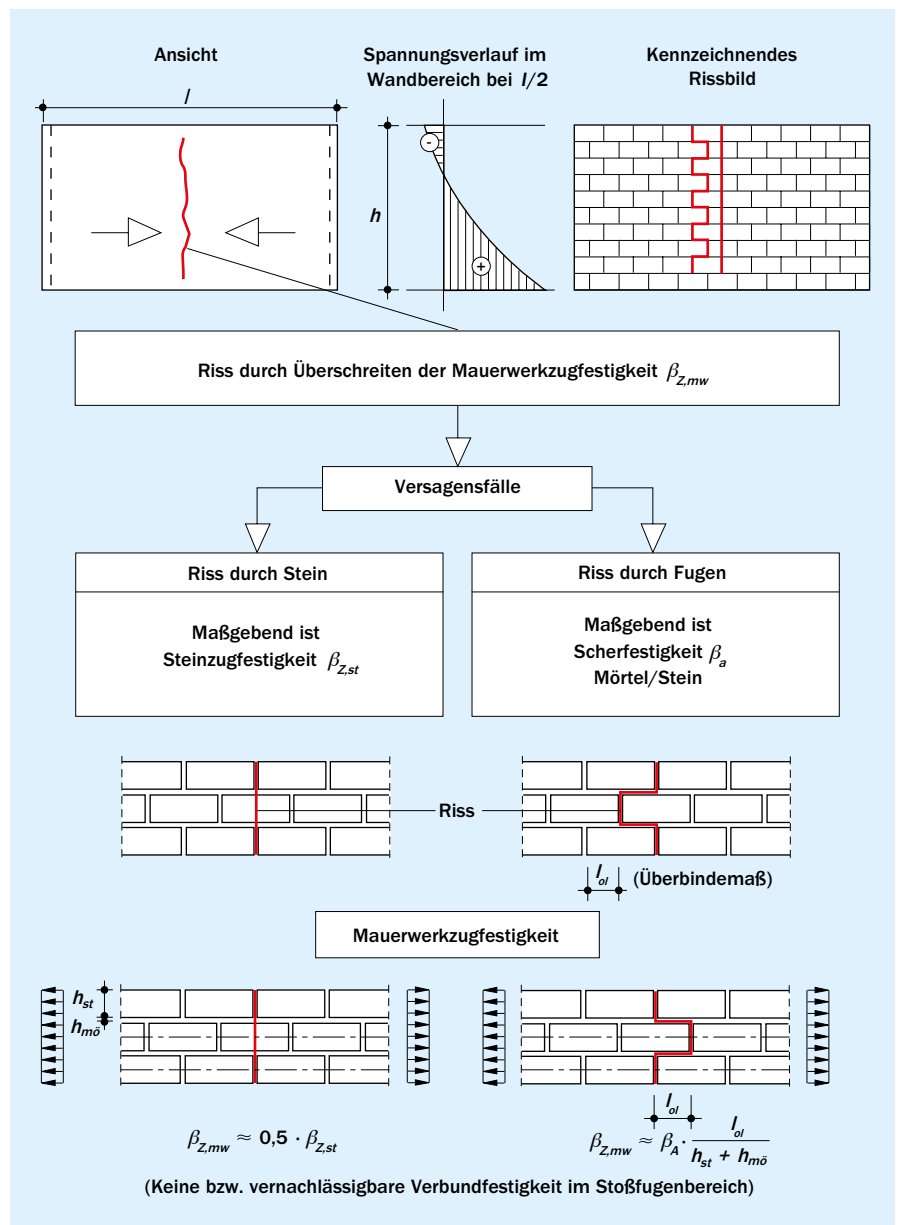 Ansicht
Spannungsverlauf im
Wandbereich bei l/2
Kennzeichnendes
Rissbild
l
-
h
+
Riss durch Überschreiten der Mauerwerkzugfestigkeit β_Z,mw
Versagensfälle
Riss durch Stein
Maßgebend ist
Steinzugfestigkeit β_Z,st
Riss durch Fugen
Maßgebend ist
Scherfestigkeit β_a
Mörtel/Stein
Riss
l_ol (Überbindemaß)
Mauerwerkzugfestigkeit
h_st
h_mö
l_ol
β_Z,mw ≈ 0,5 · β_Z,st
β_Z,mw ≈ β_A · l_ol / (h_st + h_mö)
(Keine bzw. vernachlässigbare Verbundfestigkeit im Stoßfugenbereich)